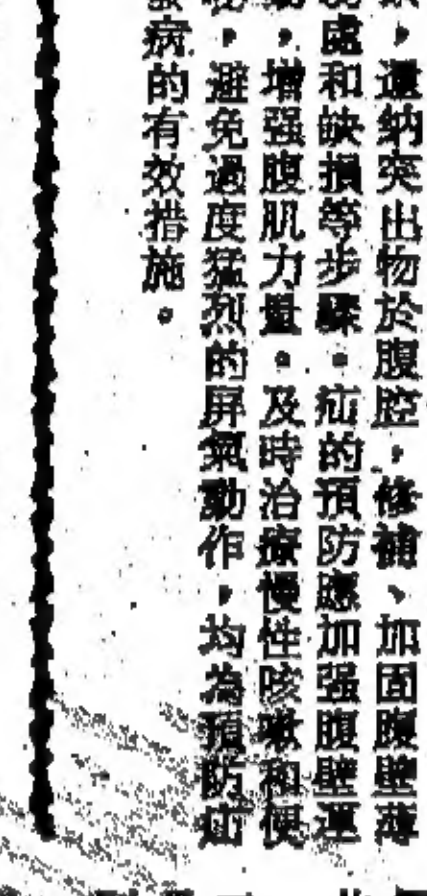 ，還納突出物於腹腔，修補、加固腹壁薄
處和缺損等步驟。疝的預防應加强腹壁運
，增强腹肌力量。及時治療慢性咳嗽和便
，避免過度猛烈的屏氣動作，均為預防疝
病的有效措施。